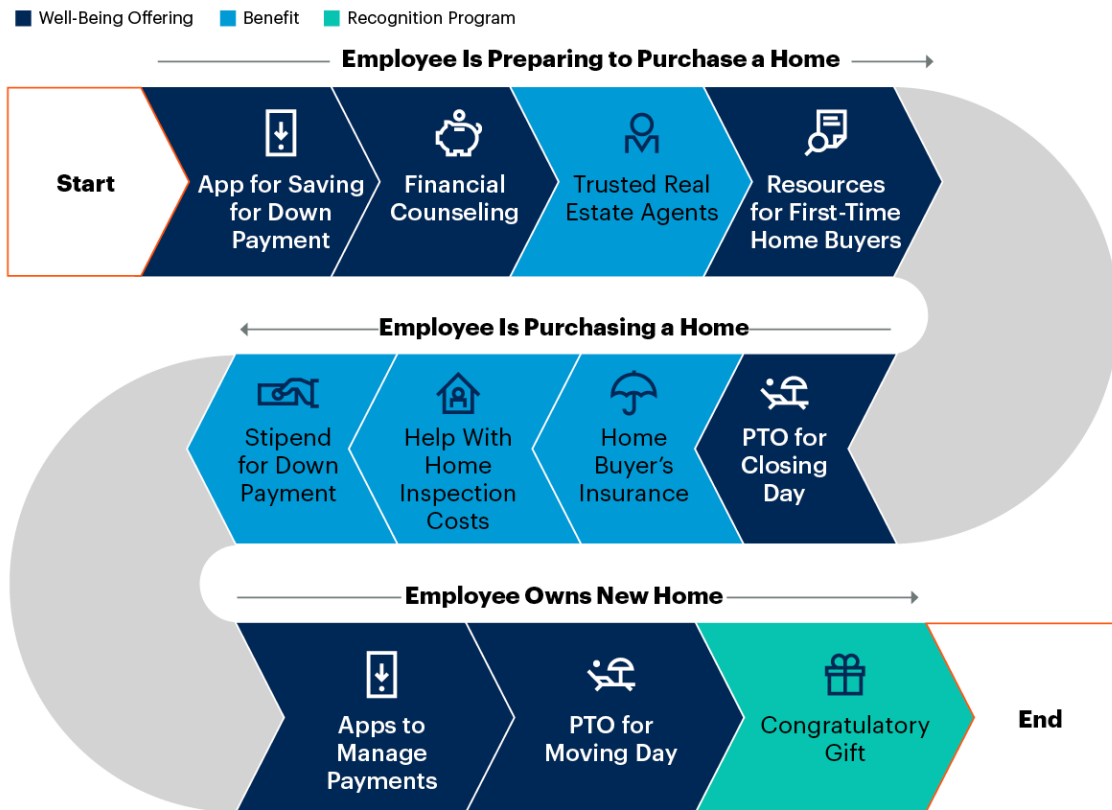 Well-Being Offering Benefit Recognition Program
Employee Is Preparing to Purchase a Home
Start
App for Saving
for Down
Payment
Financial
Counseling
Trusted Real
Estate Agents
Resources
for First-Time
Home Buyers
Employee Is Purchasing a Home
PTO for
Closing
Day
Home
Buyer's
Insurance
Help With
Home
Inspection
Costs
Stipend
for Down
Payment
Employee Owns New Home
Apps to
Manage
Payments
PTO for
Moving Day
Congratulatory
Gift
End